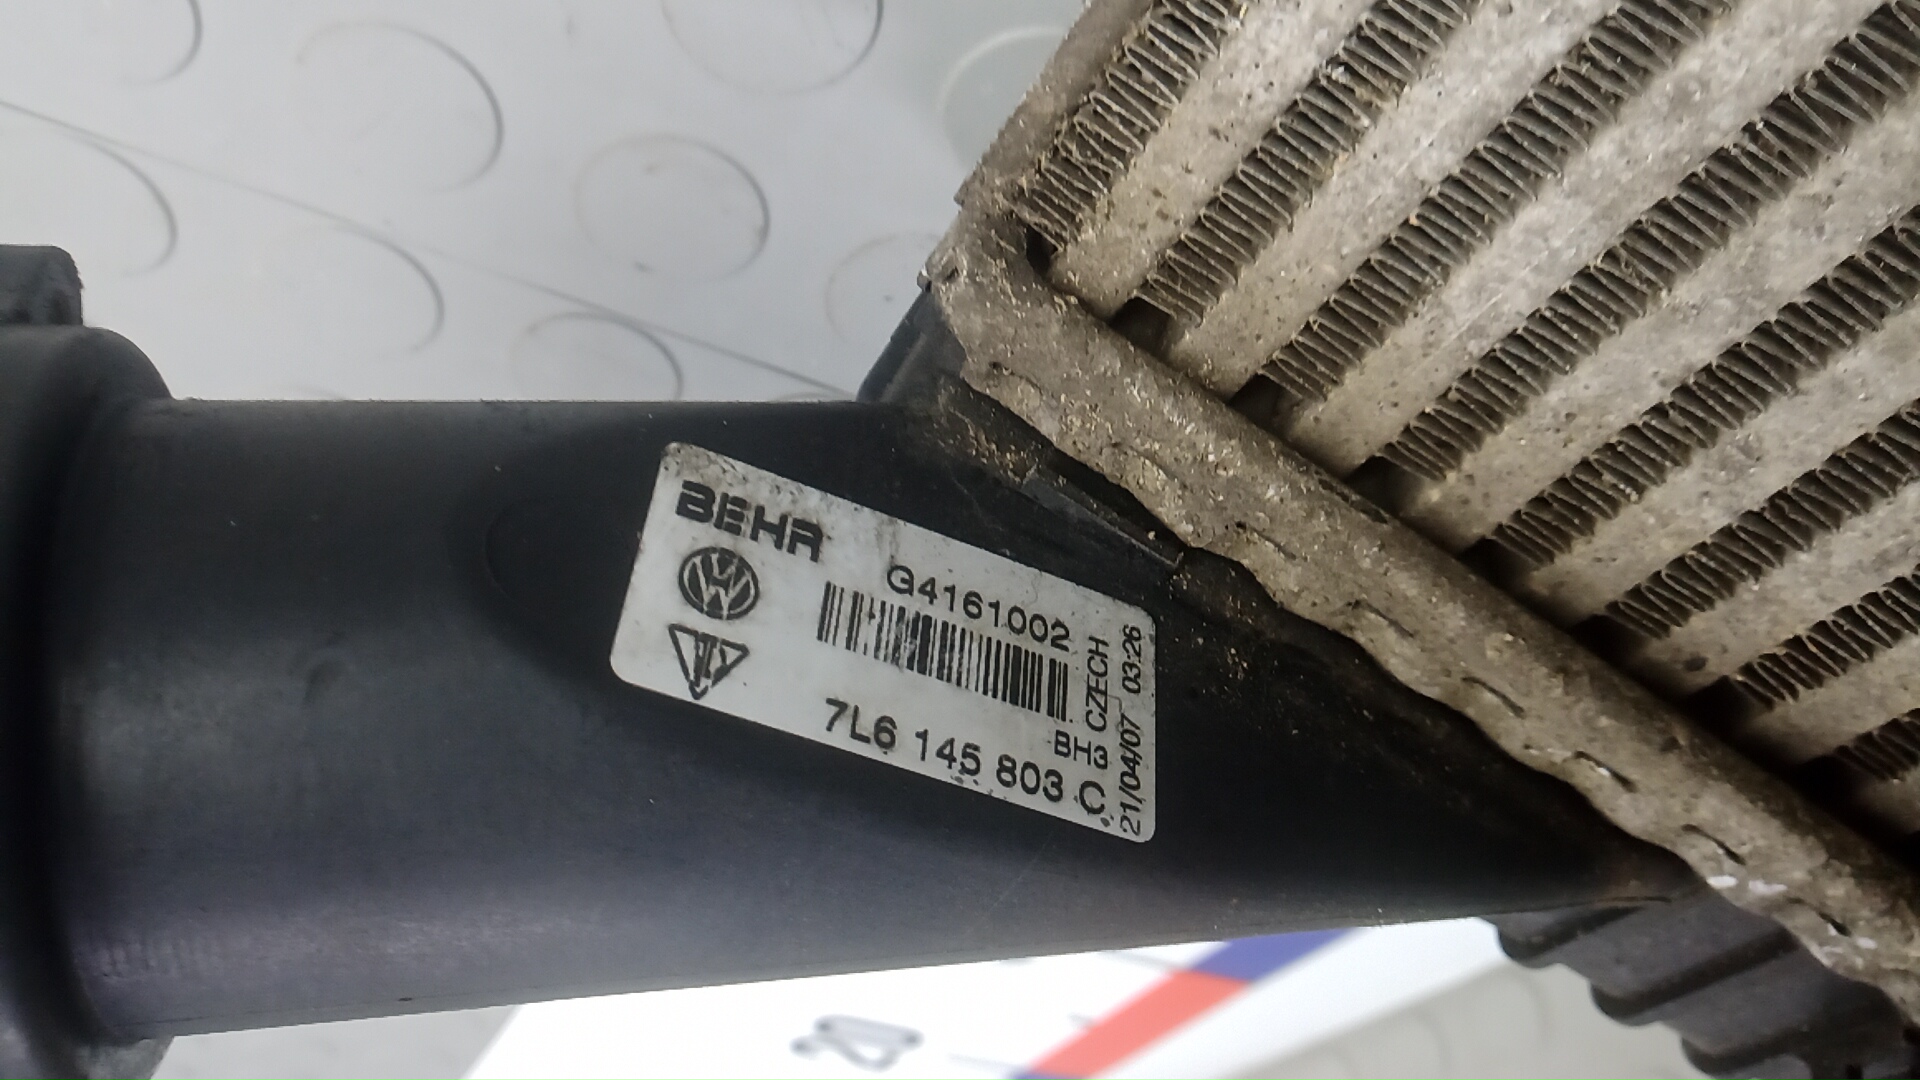 BEHR
G4161002
7L6 145 803 C
BH3
CZECH
21/04/07 03:26